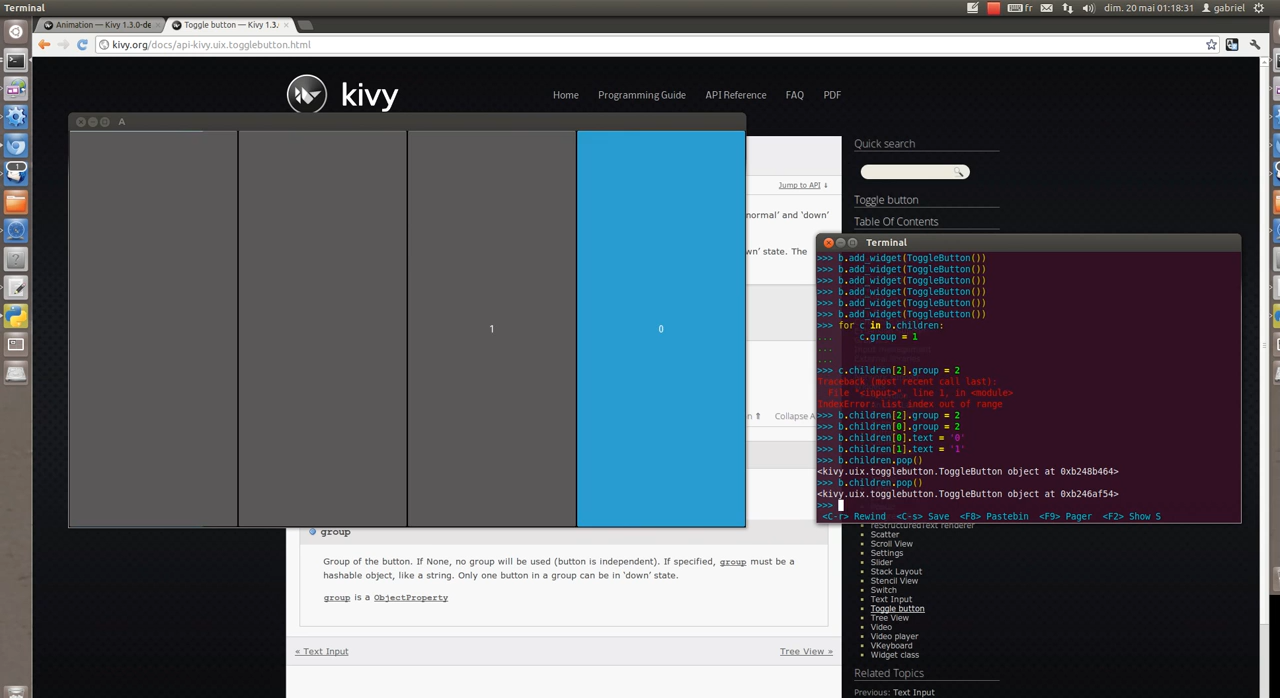 Terminal
fr
dim. 20 mai 01:18:31
gabriel
Animation — Kivy 1.3.0-de
Toggle button — Kivy 1.3.
kivy.org/docs/api-kivy.uix.togglebutton.html
kivy
Home
Programming Guide
API Reference
FAQ
PDF
A
1
0
Quick search
Jump to API ⇓
Toggle button
normal’ and ‘down’
Table Of Contents
wn’ state. The
Terminal
>>> b.add_widget(ToggleButton())
>>> b.add_widget(ToggleButton())
>>> b.add_widget(ToggleButton())
>>> b.add_widget(ToggleButton())
>>> b.add_widget(ToggleButton())
>>> b.add_widget(ToggleButton())
>>> for c in b.children:
...     c.group = 1
...
...
>>> c.children[2].group = 2
Traceback (most recent call last):
  File "<input>", line 1, in <module>
IndexError: list index out of range
>>> b.children[2].group = 2
>>> b.children[0].group = 2
>>> b.children[0].text = '0'
>>> b.children[1].text = '1'
>>> b.children.pop()
<kivy.uix.togglebutton.ToggleButton object at 0xb248b464>
>>> b.children.pop()
<kivy.uix.togglebutton.ToggleButton object at 0xb246af54>
>>>
<C-r> Rewind  <C-s> Save  <F8> Pastebin  <F9> Pager  <F2> Show S
n ⇑
Collapse A
group
Group of the button. If None, no group will be used (button is independent). If specified, group must be a
hashable object, like a string. Only one button in a group can be in ‘down’ state.
group is a ObjectProperty
« Text Input
Tree View »
reStructuredText renderer
Scatter
Scroll View
Settings
Slider
Stack Layout
Stencil View
Switch
Text Input
Toggle button
Tree View
Video
Video player
VKeyboard
Widget class
Related Topics
Previous: Text Input